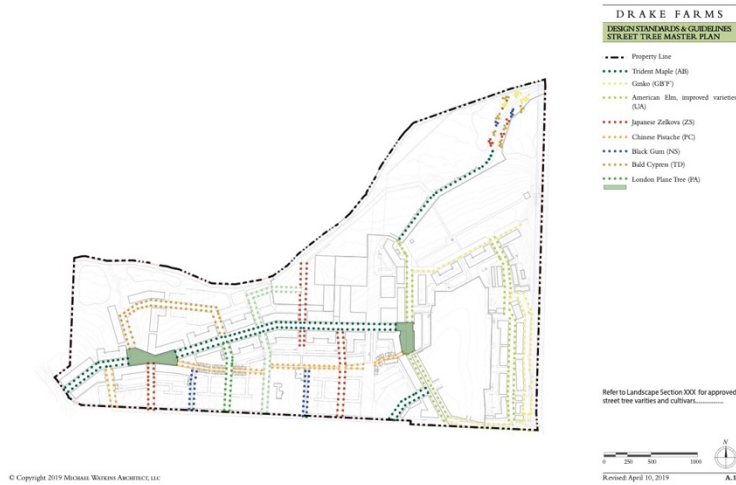 DRAKE FARMS
DESIGN STANDARDS & GUIDELINES
STREET TREE MASTER PLAN
Property Line
Trident Maple (AB)
Ginko (GB'F')
American Elm, improved varieties
(UA)
Japanese Zelkova (ZS)
Chinese Pistache (PC)
Black Gum (NS)
Bald Cypress (TD)
London Plane Tree (PA)
Refer to Landscape Section XXX for approved
street tree varities and cultivars
N
0 250 500 1000
Revised: April 10, 2019
© Copyright 2019 Michael Watkins Architect, LLC